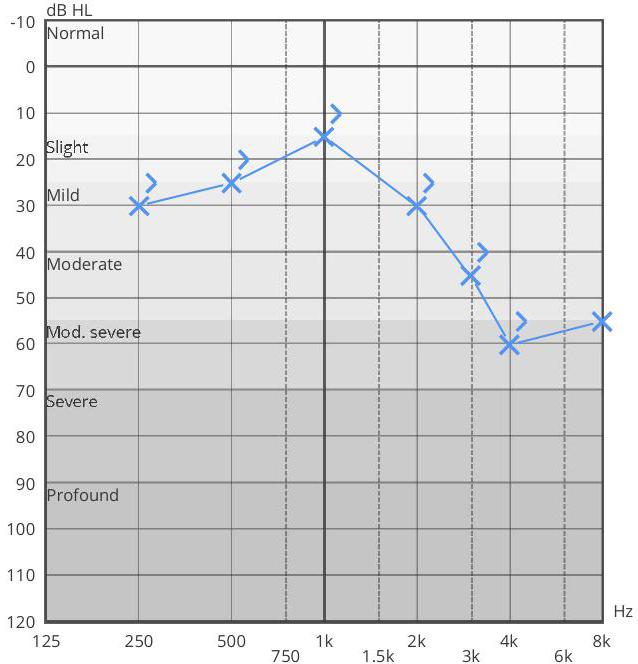 dB HL
-10
Normal
0
10
Slight
20
Mild
30
40
Moderate
50
Mod. severe
60
70
Severe
80
90
Profound
100
110
120
Hz
125 250 500 1k 2k 4k 8k
750 1.5k 3k 6k